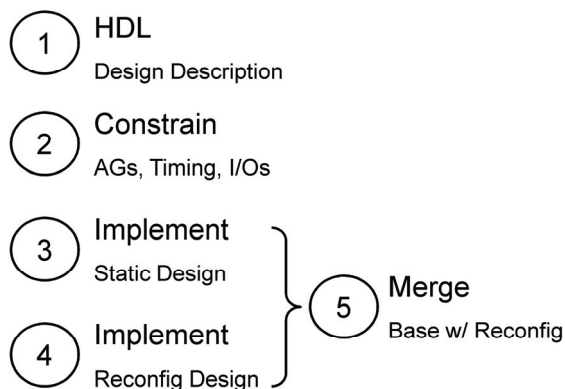 1
HDL
Design Description
2
Constrain
AGs, Timing, I/Os
3
Implement
Static Design
4
Implement
Reconfig Design
5
Merge
Base w/ Reconfig